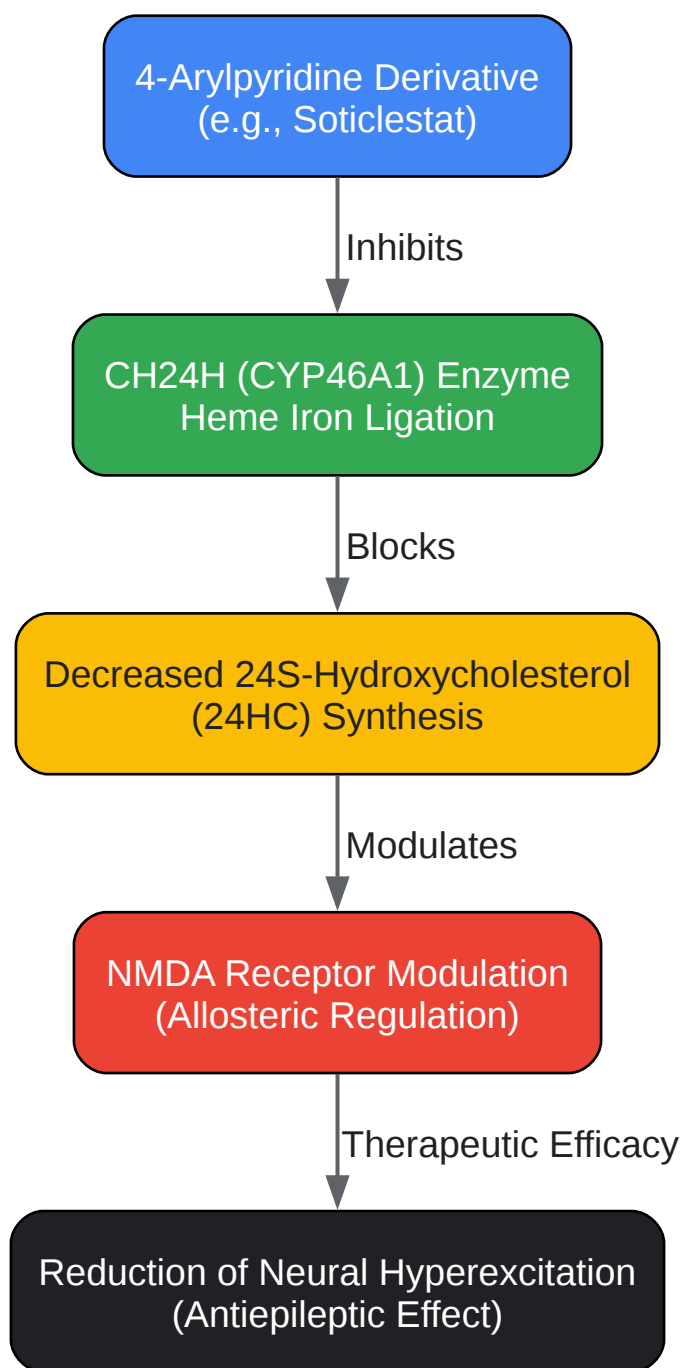 4-Arylpyridine Derivative
(e.g., Soticlestat)
Inhibits
CH24H (CYP46A1) Enzyme
Heme Iron Ligation
Blocks
Decreased 24S-Hydroxycholesterol
(24HC) Synthesis
Modulates
NMDA Receptor Modulation
(Allosteric Regulation)
Therapeutic Efficacy
Reduction of Neural Hyperexcitation
(Antiepileptic Effect)